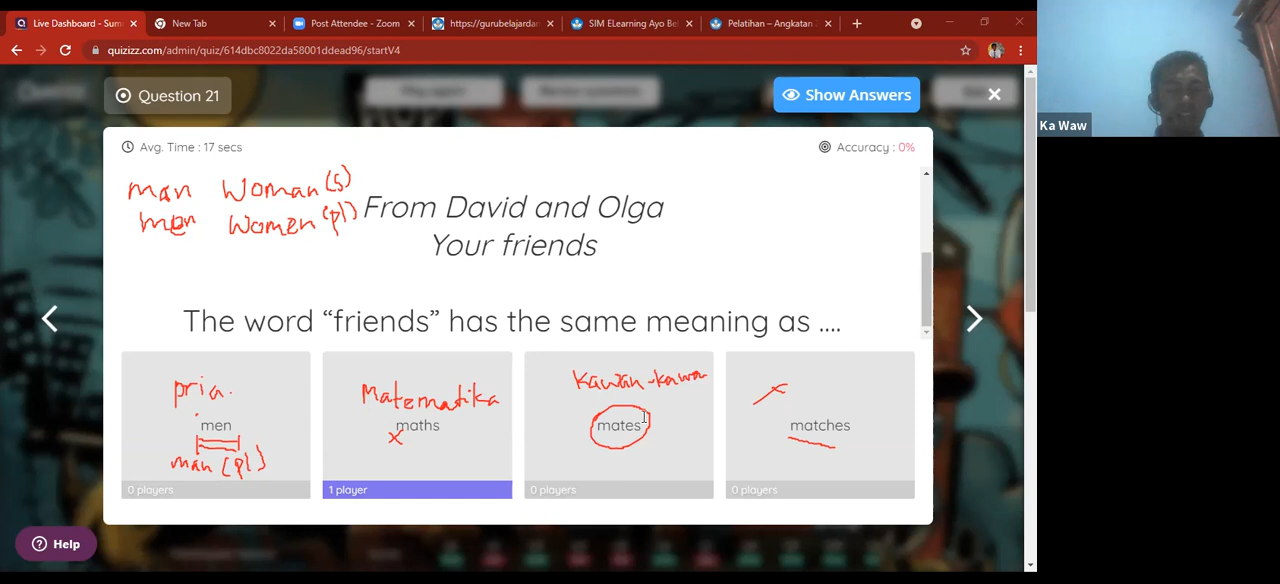 Live Dashboard - Sum
New Tab
Post Attendee - Zoom
https://gurubelajardan
SIM ELearning Ayo Bel
Pelatihan – Angkatan
quizizz.com/admin/quiz/614dbc8022da58001ddead96/startV4
Ka Waw
Question 21
Show Answers
Avg. Time : 17 secs
Accuracy : 0%
man Woman (s)
men Women (pl)
From David and Olga
Your friends
The word “friends” has the same meaning as ....
pria.
men
man (pl)
0 players
Matematika
maths
x
1 player
Kawan-kawan
mates
0 players
matches
0 players
Help